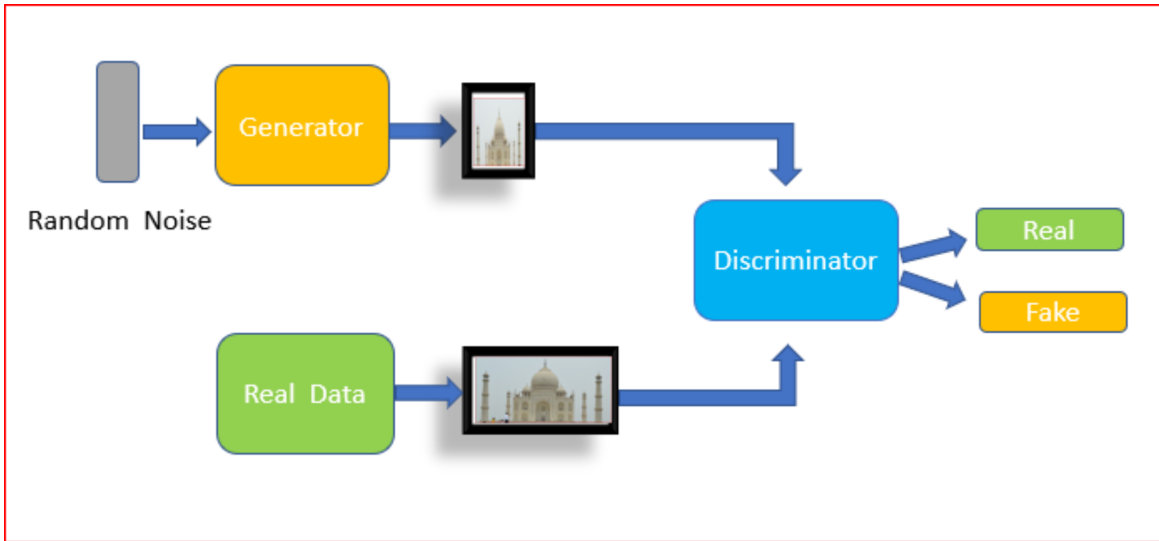 Generator
Random Noise
Discriminator
Real
Fake
Real Data